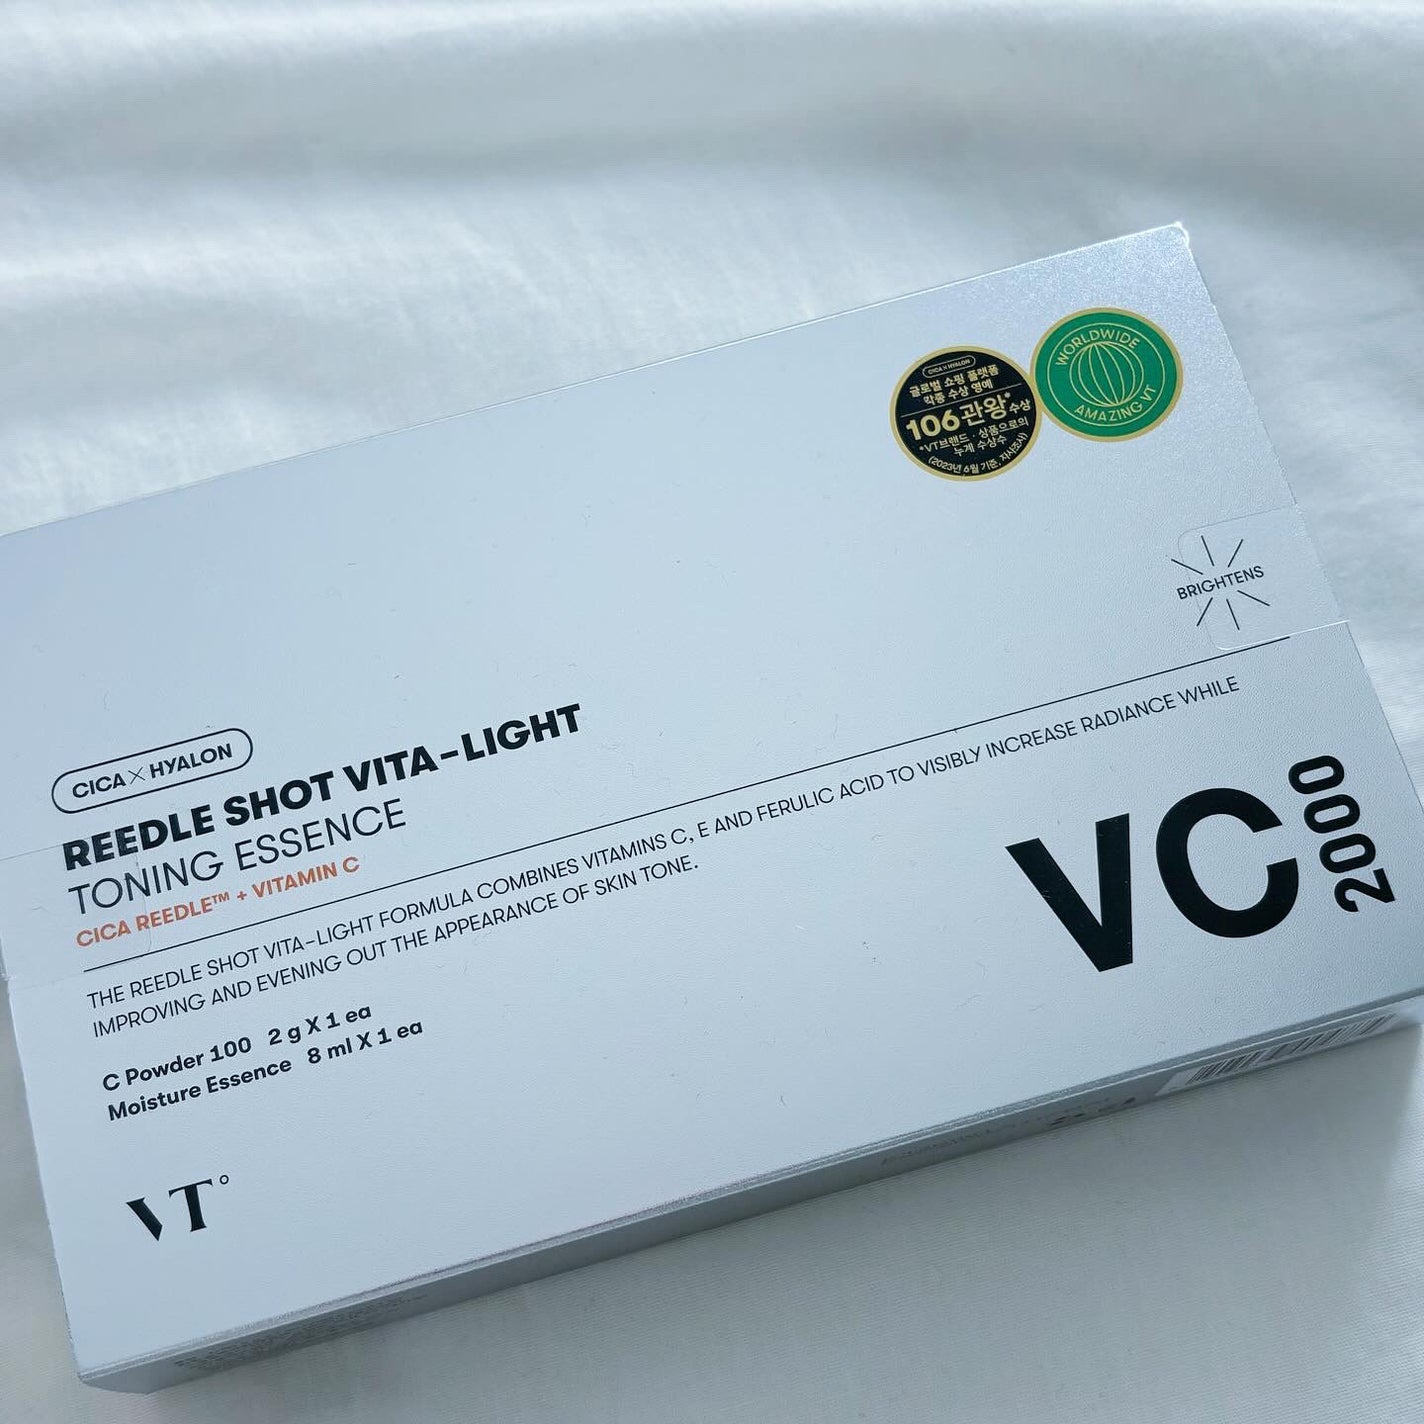 CICA X HYALON
글로벌 쇼핑 플랫폼
각종 수상 영예
106관왕* 수상
*VT브랜드 · 상품으로의
누계 수상수
(2023년 6월 기준, 자사조사)
WORLDWIDE
AMAZING VT
BRIGHTENS
CICA X HYALON
REEDLE SHOT VITA-LIGHT
TONING ESSENCE
CICA REEDLE™ + VITAMIN C
THE REEDLE SHOT VITA-LIGHT FORMULA COMBINES VITAMINS C, E AND FERULIC ACID TO VISIBLY INCREASE RADIANCE WHILE
IMPROVING AND EVENING OUT THE APPEARANCE OF SKIN TONE.
VC
2000
C Powder 100 2 g X 1 ea
Moisture Essence 8 ml X 1 ea
VT°